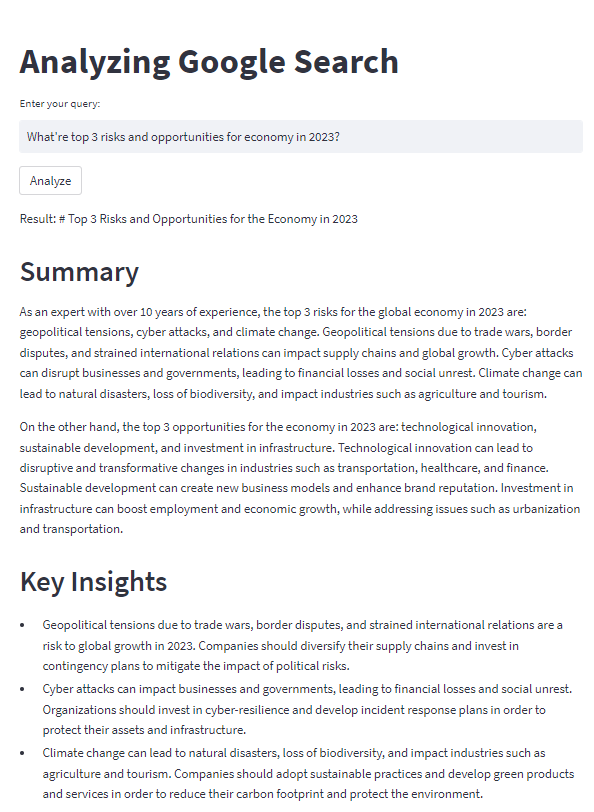 Analyzing Google Search
Enter your query:
What're top 3 risks and opportunities for economy in 2023?
Analyze
Result: # Top 3 Risks and Opportunities for the Economy in 2023
Summary
As an expert with over 10 years of experience, the top 3 risks for the global economy in 2023 are:
geopolitical tensions, cyber attacks, and climate change. Geopolitical tensions due to trade wars, border
disputes, and strained international relations can impact supply chains and global growth. Cyber attacks
can disrupt businesses and governments, leading to financial losses and social unrest. Climate change can
lead to natural disasters, loss of biodiversity, and impact industries such as agriculture and tourism.
On the other hand, the top 3 opportunities for the economy in 2023 are: technological innovation,
sustainable development, and investment in infrastructure. Technological innovation can lead to
disruptive and transformative changes in industries such as transportation, healthcare, and finance.
Sustainable development can create new business models and enhance brand reputation. Investment in
infrastructure can boost employment and economic growth, while addressing issues such as urbanization
and transportation.
Key Insights
• Geopolitical tensions due to trade wars, border disputes, and strained international relations are a
risk to global growth in 2023. Companies should diversify their supply chains and invest in
contingency plans to mitigate the impact of political risks.
• Cyber attacks can impact businesses and governments, leading to financial losses and social unrest.
Organizations should invest in cyber-resilience and develop incident response plans in order to
protect their assets and infrastructure.
• Climate change can lead to natural disasters, loss of biodiversity, and impact industries such as
agriculture and tourism. Companies should adopt sustainable practices and develop green products
and services in order to reduce their carbon footprint and protect the environment.